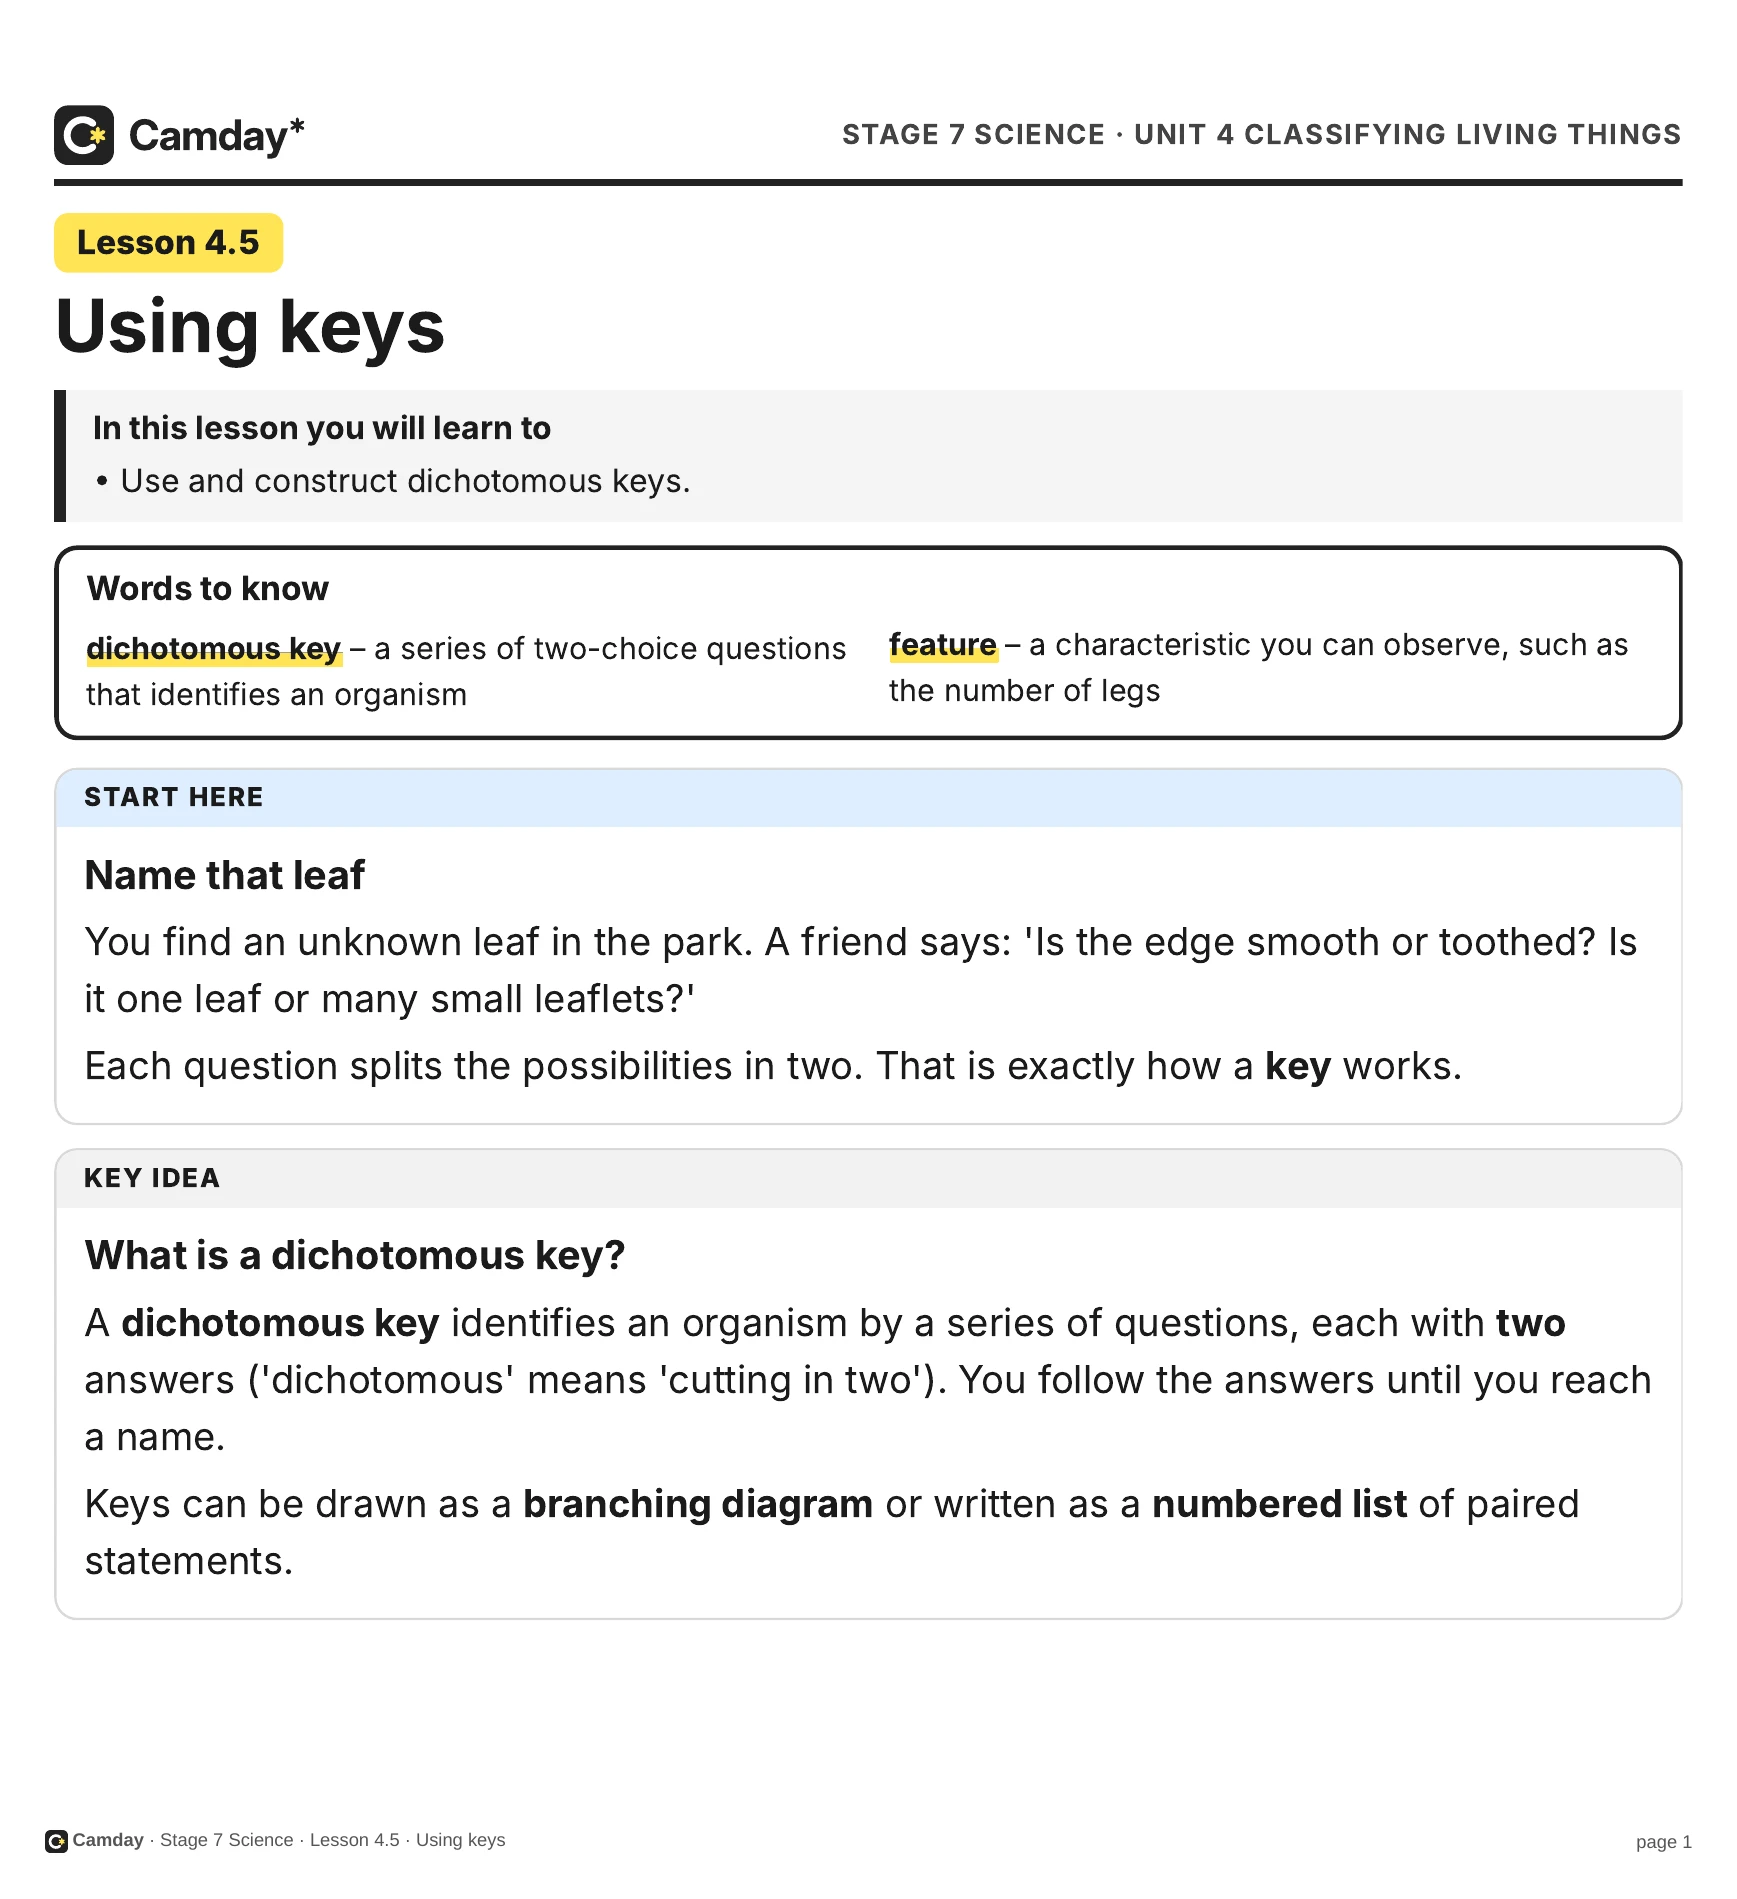 Camday*
STAGE 7 SCIENCE · UNIT 4 CLASSIFYING LIVING THINGS
Lesson 4.5
Using keys
In this lesson you will learn to
• Use and construct dichotomous keys.
Words to know
dichotomous key – a series of two-choice questions
that identifies an organism
feature – a characteristic you can observe, such as
the number of legs
START HERE
Name that leaf
You find an unknown leaf in the park. A friend says: 'Is the edge smooth or toothed? Is
it one leaf or many small leaflets?'
Each question splits the possibilities in two. That is exactly how a key works.
KEY IDEA
What is a dichotomous key?
A dichotomous key identifies an organism by a series of questions, each with two
answers ('dichotomous' means 'cutting in two'). You follow the answers until you reach
a name.
Keys can be drawn as a branching diagram or written as a numbered list of paired
statements.
Camday · Stage 7 Science · Lesson 4.5 · Using keys
page 1